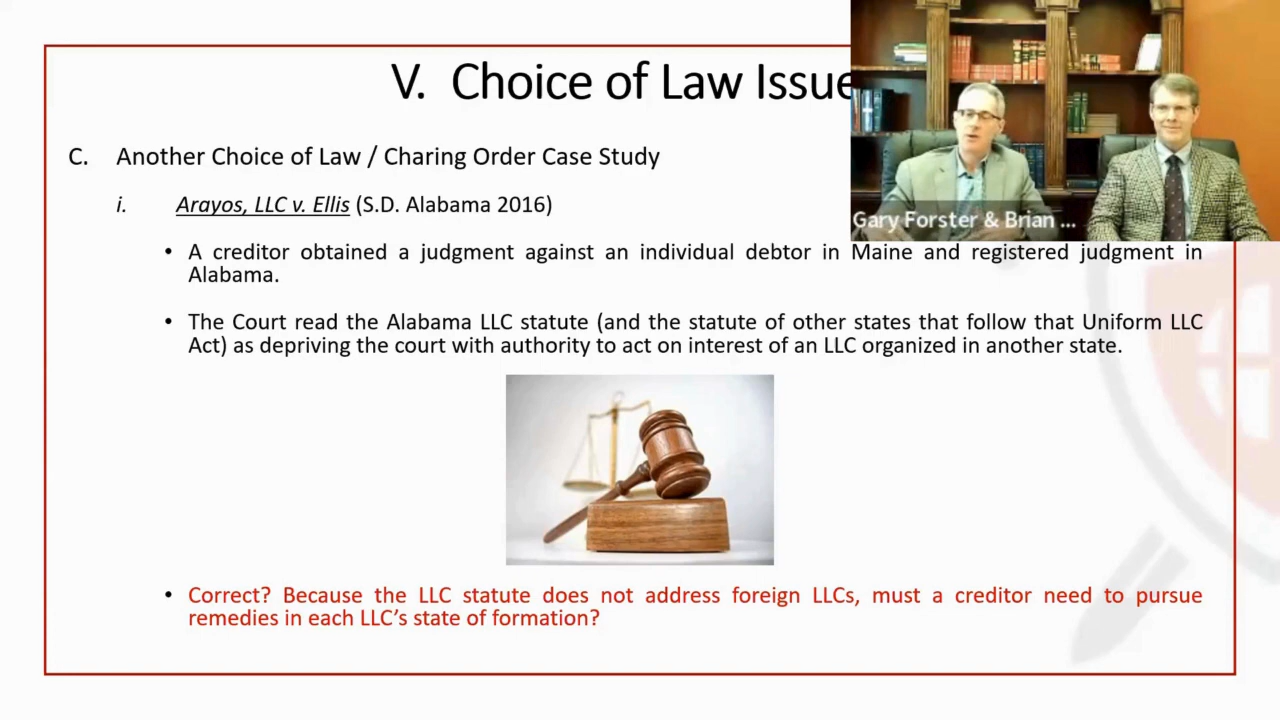 V. Choice of Law Issue
Gary Forster & Brian ...
C. Another Choice of Law / Charing Order Case Study
i. Arayos, LLC v. Ellis (S.D. Alabama 2016)
• A creditor obtained a judgment against an individual debtor in Maine and registered judgment in
Alabama.
• The Court read the Alabama LLC statute (and the statute of other states that follow that Uniform LLC
Act) as depriving the court with authority to act on interest of an LLC organized in another state.
• Correct? Because the LLC statute does not address foreign LLCs, must a creditor need to pursue
remedies in each LLC’s state of formation?